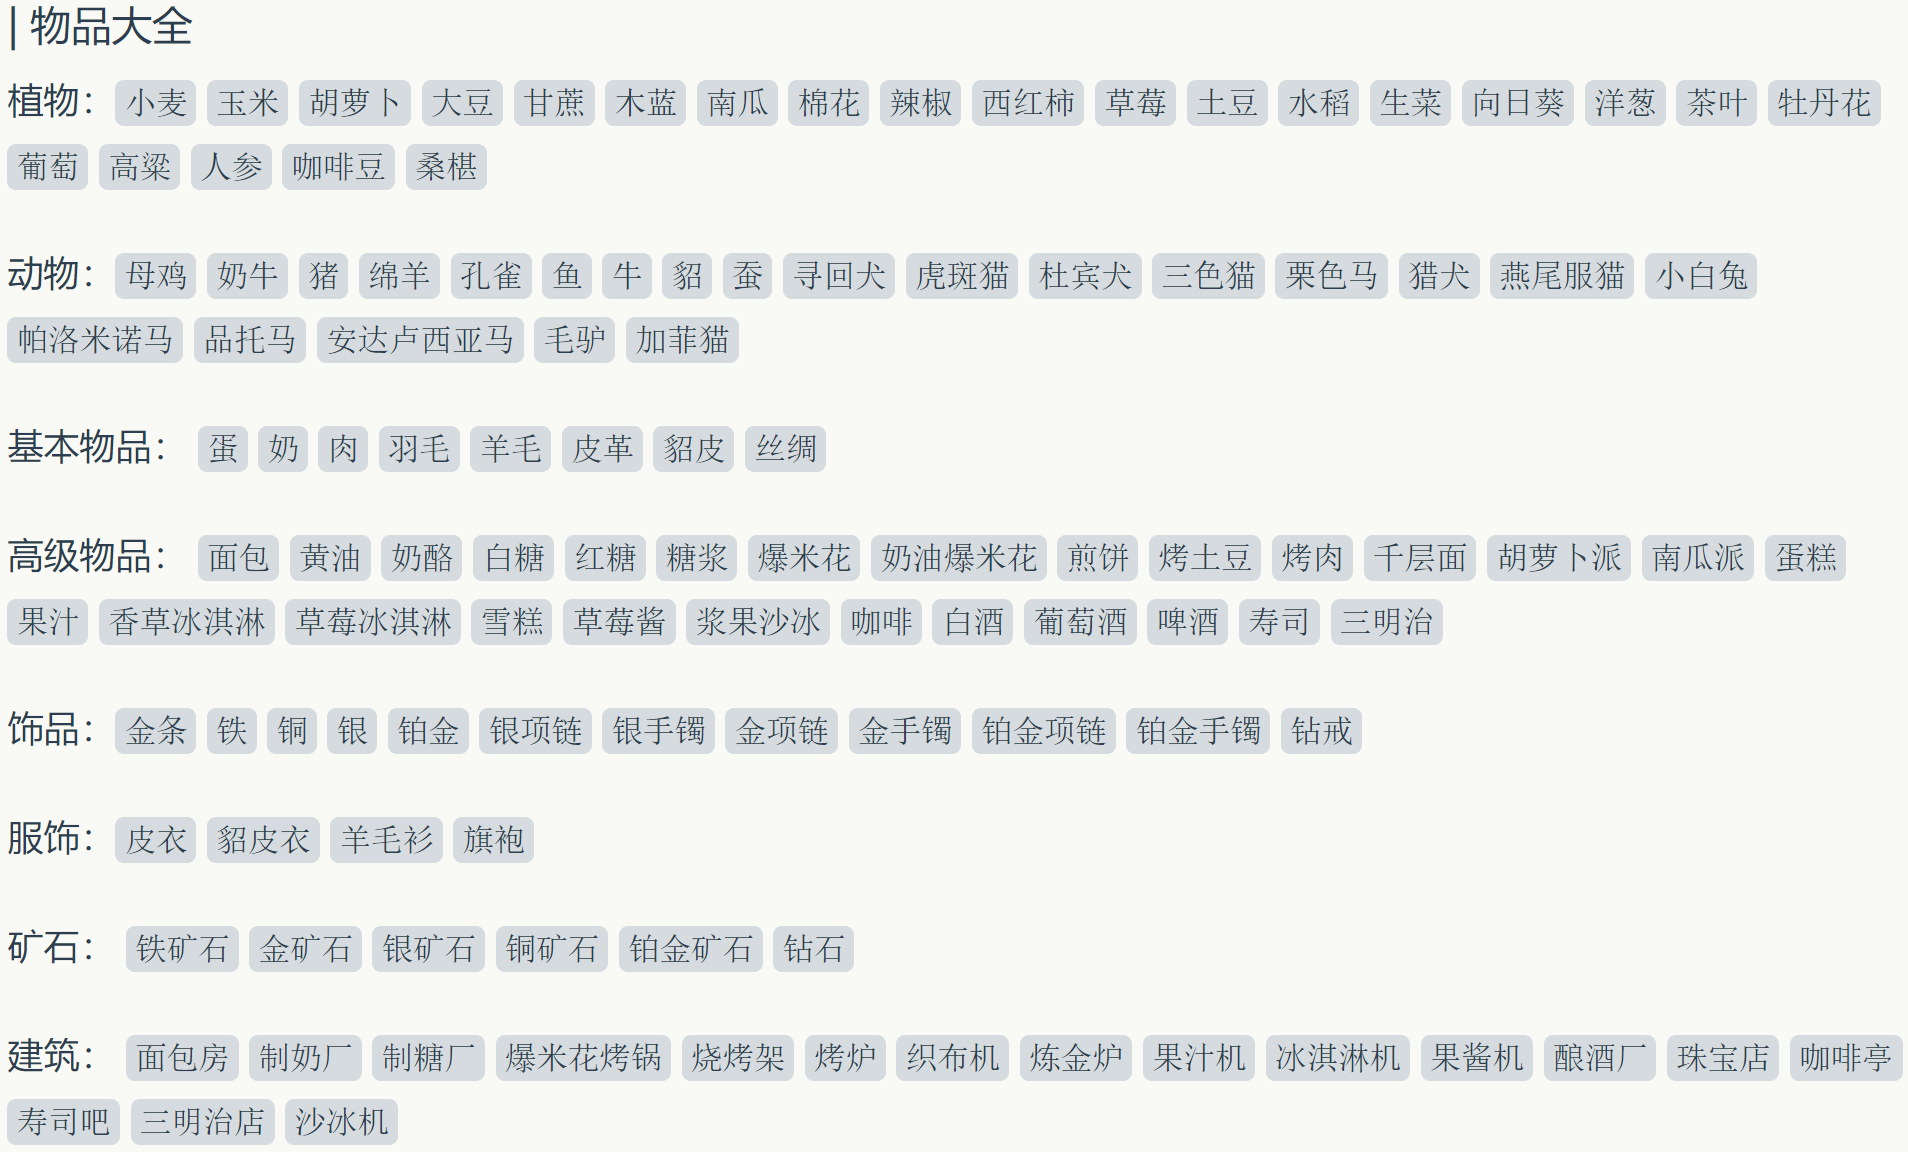 | 物品大全
植物： 小麦 玉米 胡萝卜 大豆 甘蔗 木蓝 南瓜 棉花 辣椒 西红柿 草莓 土豆 水稻 生菜 向日葵 洋葱 茶叶 牡丹花
葡萄 高粱 人参 咖啡豆 桑椹
动物： 母鸡 奶牛 猪 绵羊 孔雀 鱼 牛 貂 蚕 寻回犬 虎斑猫 杜宾犬 三色猫 栗色马 猎犬 燕尾服猫 小白兔
帕洛米诺马 品托马 安达卢西亚马 毛驴 加菲猫
基本物品： 蛋 奶 肉 羽毛 羊毛 皮革 貂皮 丝绸
高级物品： 面包 黄油 奶酪 白糖 红糖 糖浆 爆米花 奶油爆米花 煎饼 烤土豆 烤肉 千层面 胡萝卜派 南瓜派 蛋糕
果汁 香草冰淇淋 草莓冰淇淋 雪糕 草莓酱 浆果沙冰 咖啡 白酒 葡萄酒 啤酒 寿司 三明治
饰品： 金条 铁 铜 银 铂金 银项链 银手镯 金项链 金手镯 铂金项链 铂金手镯 钻戒
服饰： 皮衣 貂皮衣 羊毛衫 旗袍
矿石： 铁矿石 金矿石 银矿石 铜矿石 铂金矿石 钻石
建筑： 面包房 制奶厂 制糖厂 爆米花烤锅 烧烤架 烤炉 织布机 炼金炉 果汁机 冰淇淋机 果酱机 酿酒厂 珠宝店 咖啡亭
寿司吧 三明治店 沙冰机